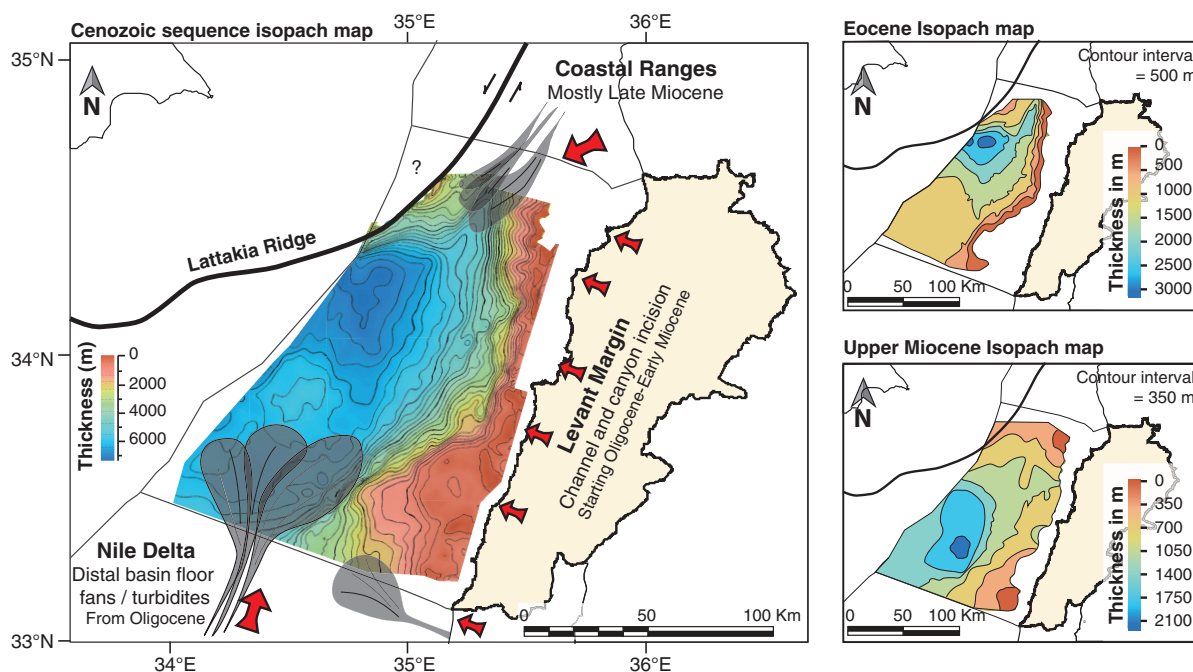 Cenozoic sequence isopach map
35°E
36°E
35°N
N
Coastal Ranges
Mostly Late Miocene
?
Lattakia Ridge
34°N
Thickness (m)
0
2000
4000
6000
Levant Margin
Channel and canyon incision
Starting Oligocene-Early Miocene
Nile Delta
Distal basin floor
fans / turbidites
From Oligocene
0 50 100 Km
33°N
34°E
35°E
36°E
Eocene Isopach map
Contour interval
= 500 m
N
Thickness in m
0
500
1000
1500
2000
2500
3000
0 50 100 Km
Upper Miocene Isopach map
Contour interval
= 350 m
N
Thickness in m
0
350
700
1050
1400
1750
2100
0 50 100 Km